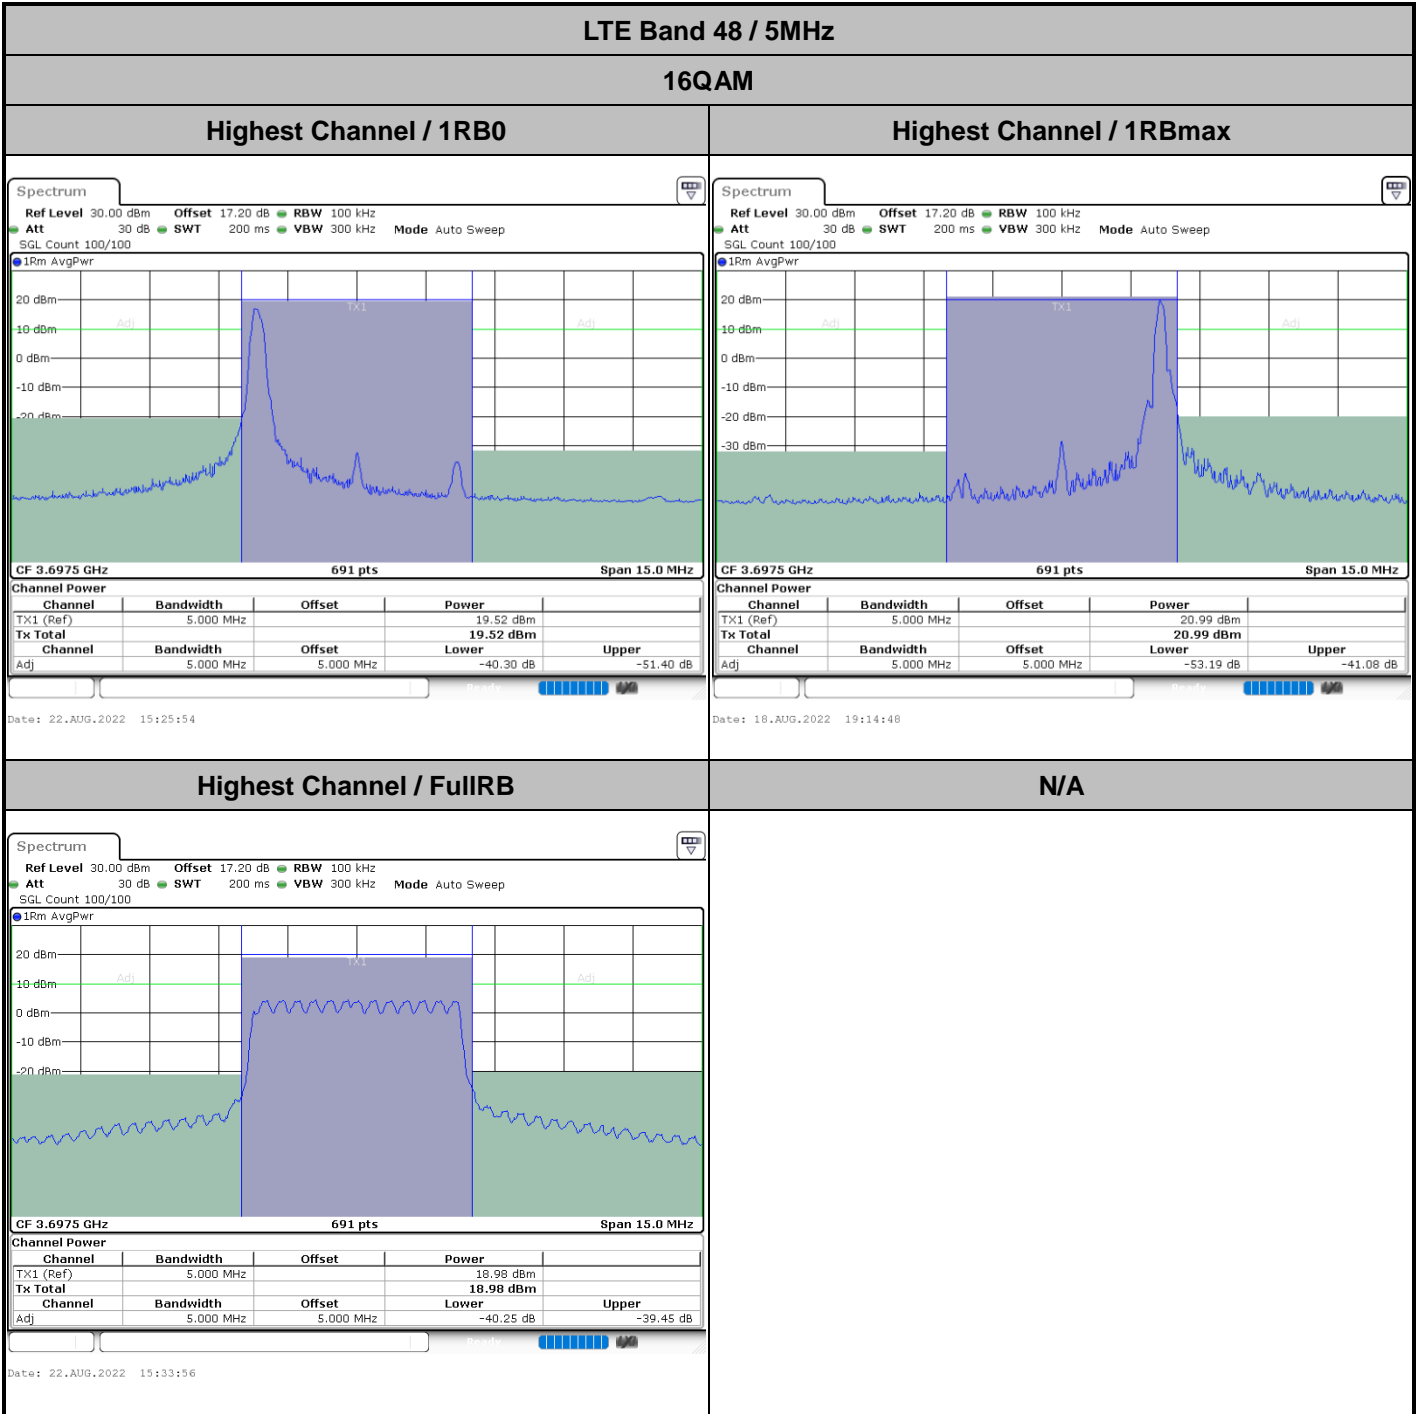 LTE Band 48 / 5MHz
16QAM
Highest Channel / 1RB0
Highest Channel / 1RBmax
Spectrum
Ref Level 30.00 dBm Offset 17.20 dB RBW 100 kHz
Att 30 dB SWT 200 ms VBW 300 kHz Mode Auto Sweep
SGL Count 100/100
1Rm AvgPwr
TX1
Adj
Adj
20 dBm
10 dBm
0 dBm
-10 dBm
-20 dBm
CF 3.6975 GHz 691 pts Span 15.0 MHz
Channel Power
Channel Bandwidth Offset Power
TX1 (Ref) 5.000 MHz 19.52 dBm
Tx Total 19.52 dBm
Channel Bandwidth Offset Lower Upper
Adj 5.000 MHz 5.000 MHz -40.30 dB -51.40 dB
Ready
Date: 22.AUG.2022 15:25:54
Spectrum
Ref Level 30.00 dBm Offset 17.20 dB RBW 100 kHz
Att 30 dB SWT 200 ms VBW 300 kHz Mode Auto Sweep
SGL Count 100/100
1Rm AvgPwr
TX1
Adj
Adj
20 dBm
10 dBm
0 dBm
-10 dBm
-20 dBm
-30 dBm
CF 3.6975 GHz 691 pts Span 15.0 MHz
Channel Power
Channel Bandwidth Offset Power
TX1 (Ref) 5.000 MHz 20.99 dBm
Tx Total 20.99 dBm
Channel Bandwidth Offset Lower Upper
Adj 5.000 MHz 5.000 MHz -53.19 dB -41.08 dB
Ready
Date: 18.AUG.2022 19:14:48
Highest Channel / FullRB
N/A
Spectrum
Ref Level 30.00 dBm Offset 17.20 dB RBW 100 kHz
Att 30 dB SWT 200 ms VBW 300 kHz Mode Auto Sweep
SGL Count 100/100
1Rm AvgPwr
TX1
Adj
Adj
20 dBm
10 dBm
0 dBm
-10 dBm
-20 dBm
CF 3.6975 GHz 691 pts Span 15.0 MHz
Channel Power
Channel Bandwidth Offset Power
TX1 (Ref) 5.000 MHz 18.98 dBm
Tx Total 18.98 dBm
Channel Bandwidth Offset Lower Upper
Adj 5.000 MHz 5.000 MHz -40.25 dB -39.45 dB
Ready
Date: 22.AUG.2022 15:33:56